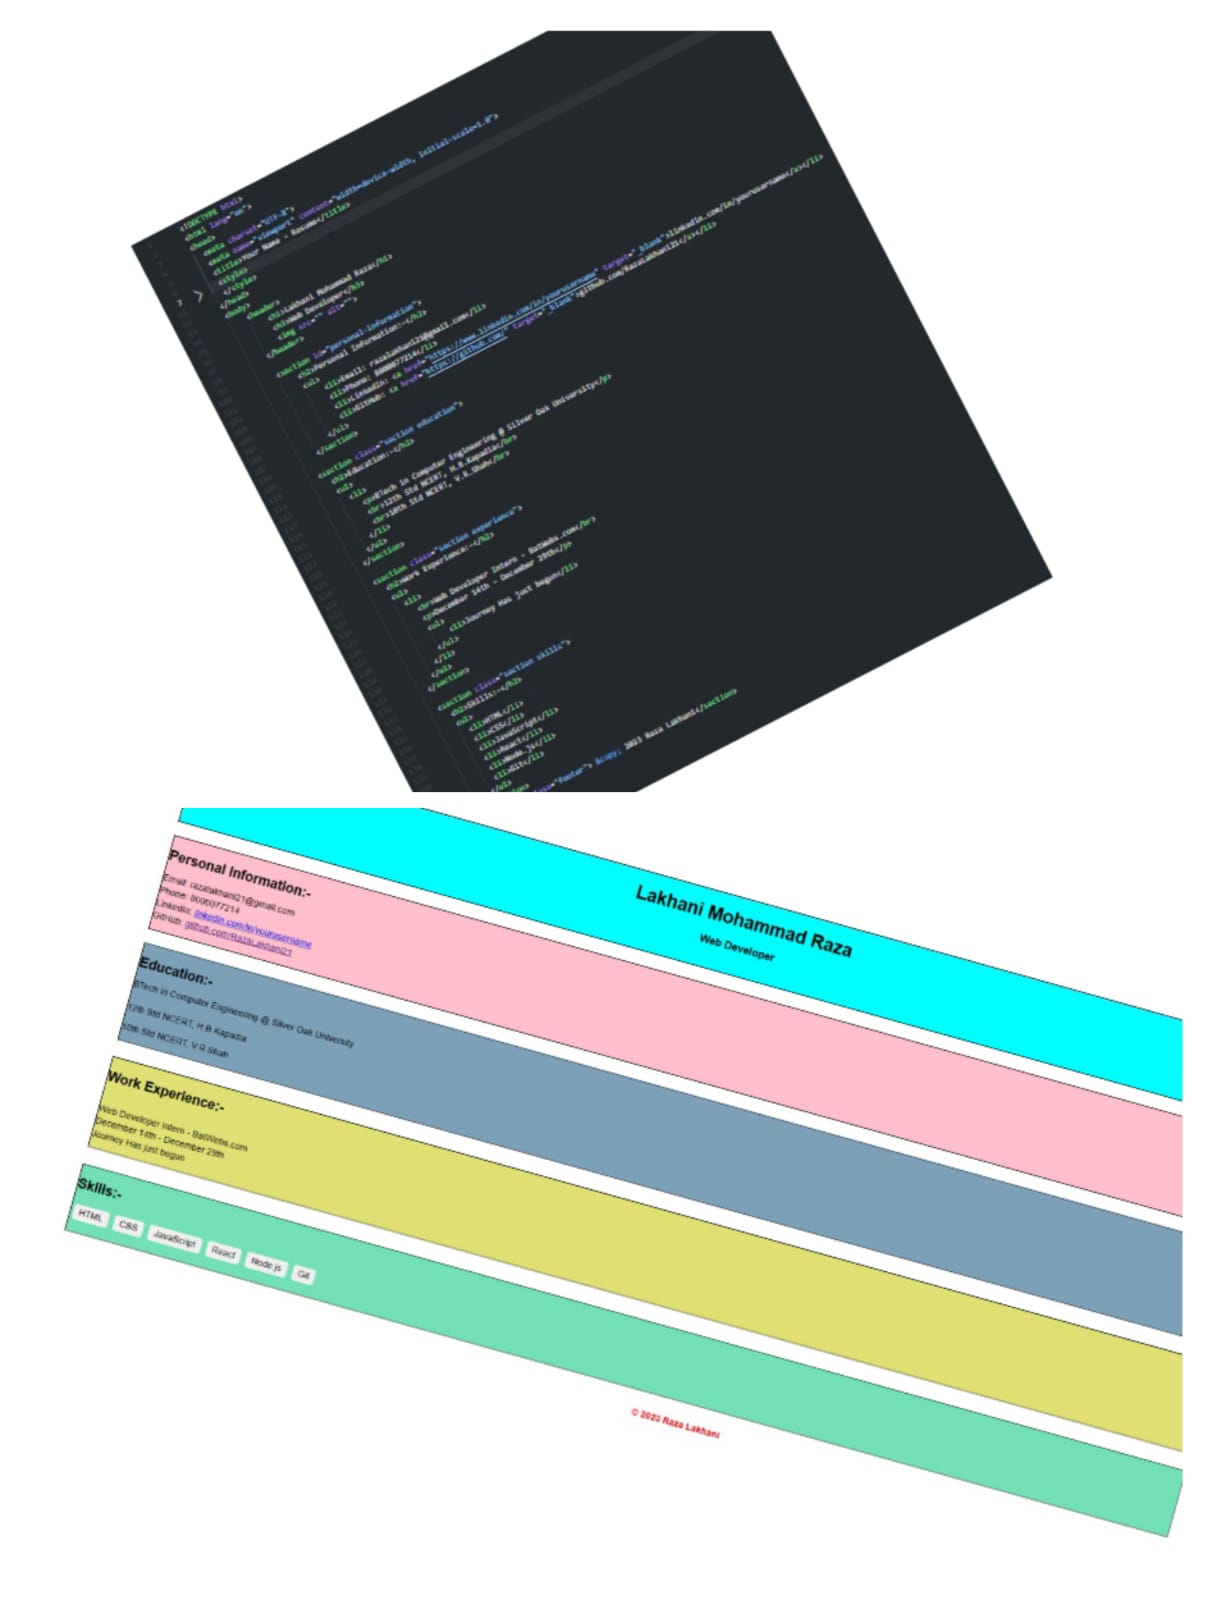 <!DOCTYPE html>
<html lang="en">
<head>
<meta charset="UTF-8">
<meta name="viewport" content="width=device-width, initial-scale=1.0">
<title>Your Name - Resume</title>
<style>
</style>
</head>
<body>
<header>
<h1>Lakhani Mohammad Raza</h1>
<h3>Web Developer</h3>
<img src="" alt="">
</header>
<section id="personal-information">
<h2>Personal Information:-</h2>
<ul>
<li>Email: razalakhani21@gmail.com</li>
<li>Phone: 8000077214</li>
<li>LinkedIn: <a href="https://www.linkedin.com/in/yourusername" target="_blank">linkedin.com/in/yourusername</a></li>
<li>GitHub: <a href="https://github.com/" target="_blank">github.com/RazaLakhani21</a></li>
</ul>
</section>
<section class="section education">
<h2>Education:-</h2>
<ul>
<li>
<p>BTech in Computer Engineering @ Silver Oak University</p>
<br>12th Std NCERT, H.B.Kapadia</br>
<br>10th Std NCERT, V.R.Shah</br>
</li>
</ul>
</section>
<section class="section experience">
<h2>Work Experience:-</h2>
<ul>
<li>
<br>Web Developer Intern - BatWebs.com</br>
<p>December 14th - December 29th</p>
<ul>
<li>Journey Has just begun</li>
</ul>
</li>
</ul>
</section>
<section class="section skills">
<h2>Skills:-</h2>
<ul>
<li>HTML</li>
<li>CSS</li>
<li>JavaScript</li>
<li>React</li>
<li>Node.js</li>
<li>Git</li>
</ul>
"footer"> &copy; 2023 Raza Lakhani</section>
Lakhani Mohammad Raza
Web Developer
Personal Information:-
Email: razalakhani21@gmail.com
Phone: 8000077214
LinkedIn: linkedin.com/in/yourusername
GitHub: github.com/RazaLakhani21
Education:-
BTech in Computer Engineering @ Silver Oak University
12th Std NCERT, H.B.Kapadia
10th Std NCERT, V.R.Shah
Work Experience:-
Web Developer Intern - BatWebs.com
December 14th - December 29th
Journey Has just begun
Skills:-
HTML CSS JavaScript React Node.js Git
© 2023 Raza Lakhani